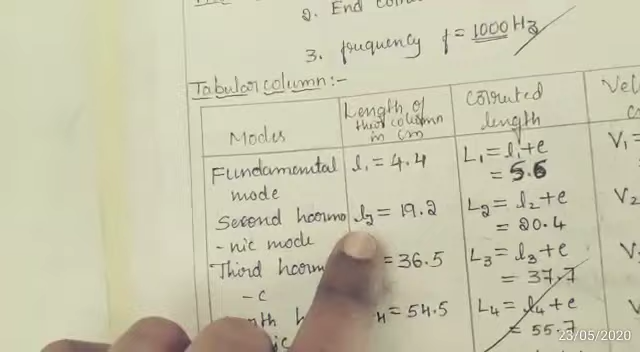 2. End
3. frequency f = 1000 Hz
Tabular column:-
Modes
Length of
their column
in cm
Corrected
length
Vel
Fundamental
mode
l₁ = 4.4
L₁ = l₁+e
= 5.6
V₁ =
Second harmo
-nic mode
l₂ = 19.2
L₂ = l₂+e
= 20.4
V₂
Third harm
-c
= 36.5
L₃ = l₃+e
= 37.7
= 54.5
L₄ = l₄+e
= 55.7
23/05/2020